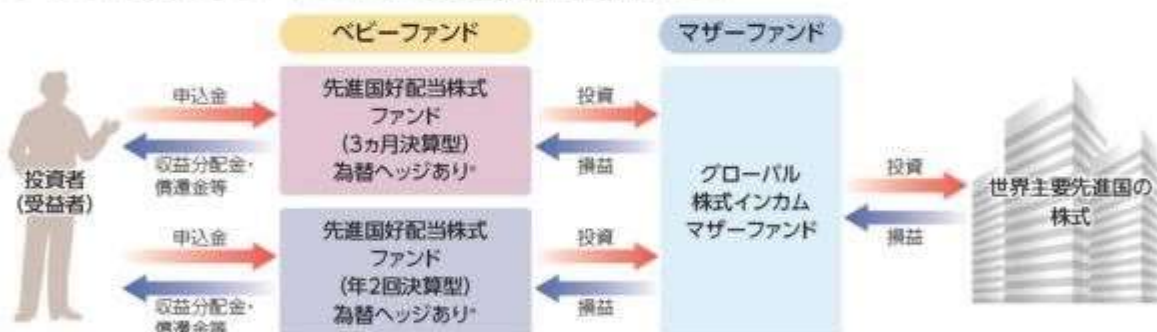 ベビーファンド
マザーファンド
申込金
収益分配金・
償還金等
投資者
(受益者)
先進国好配当株式
ファンド
(3ヵ月決算型)
為替ヘッジあり*
投資
損益
グローバル
株式インカム
マザーファンド
投資
損益
世界主要先進国の
株式
申込金
収益分配金・
償還金等
先進国好配当株式
ファンド
(年2回決算型)
為替ヘッジあり*
投資
損益